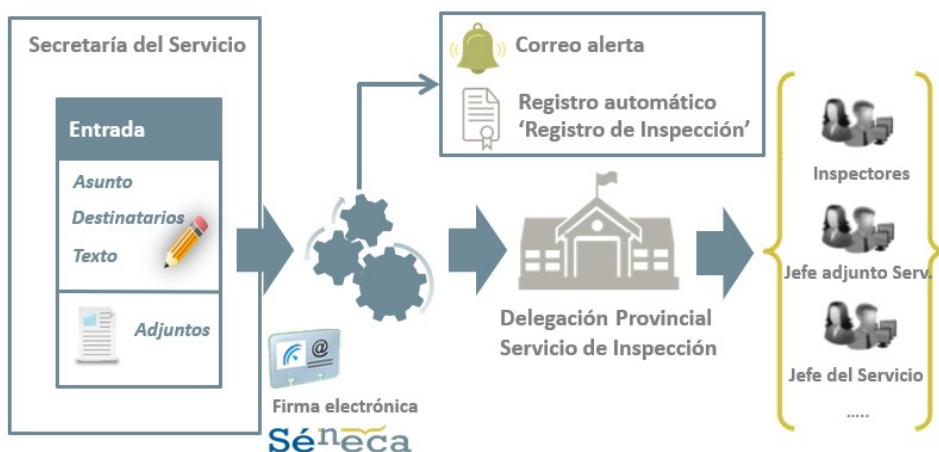 Secretaría del Servicio
Entrada
Asunto
Destinatarios
Texto
Adjuntos
Firma electrónica
Séneca
Correo alerta
Registro automático
‘Registro de Inspección’
Delegación Provincial
Servicio de Inspección
Inspectores
Jefe adjunto Serv.
Jefe del Servicio
.....
@